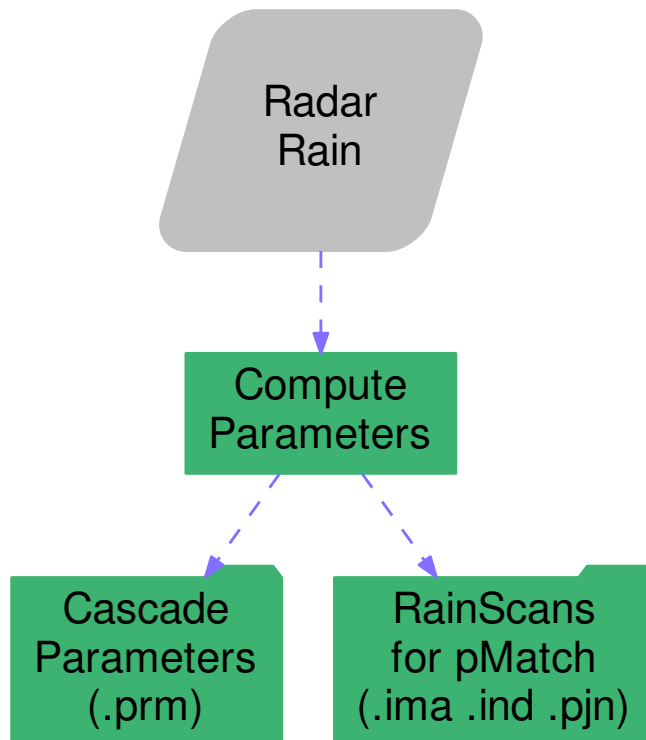 Radar
Rain
Compute
Parameters
Cascade
Parameters
(.prm)
RainScans
for pMatch
(.ima .ind .pjn)